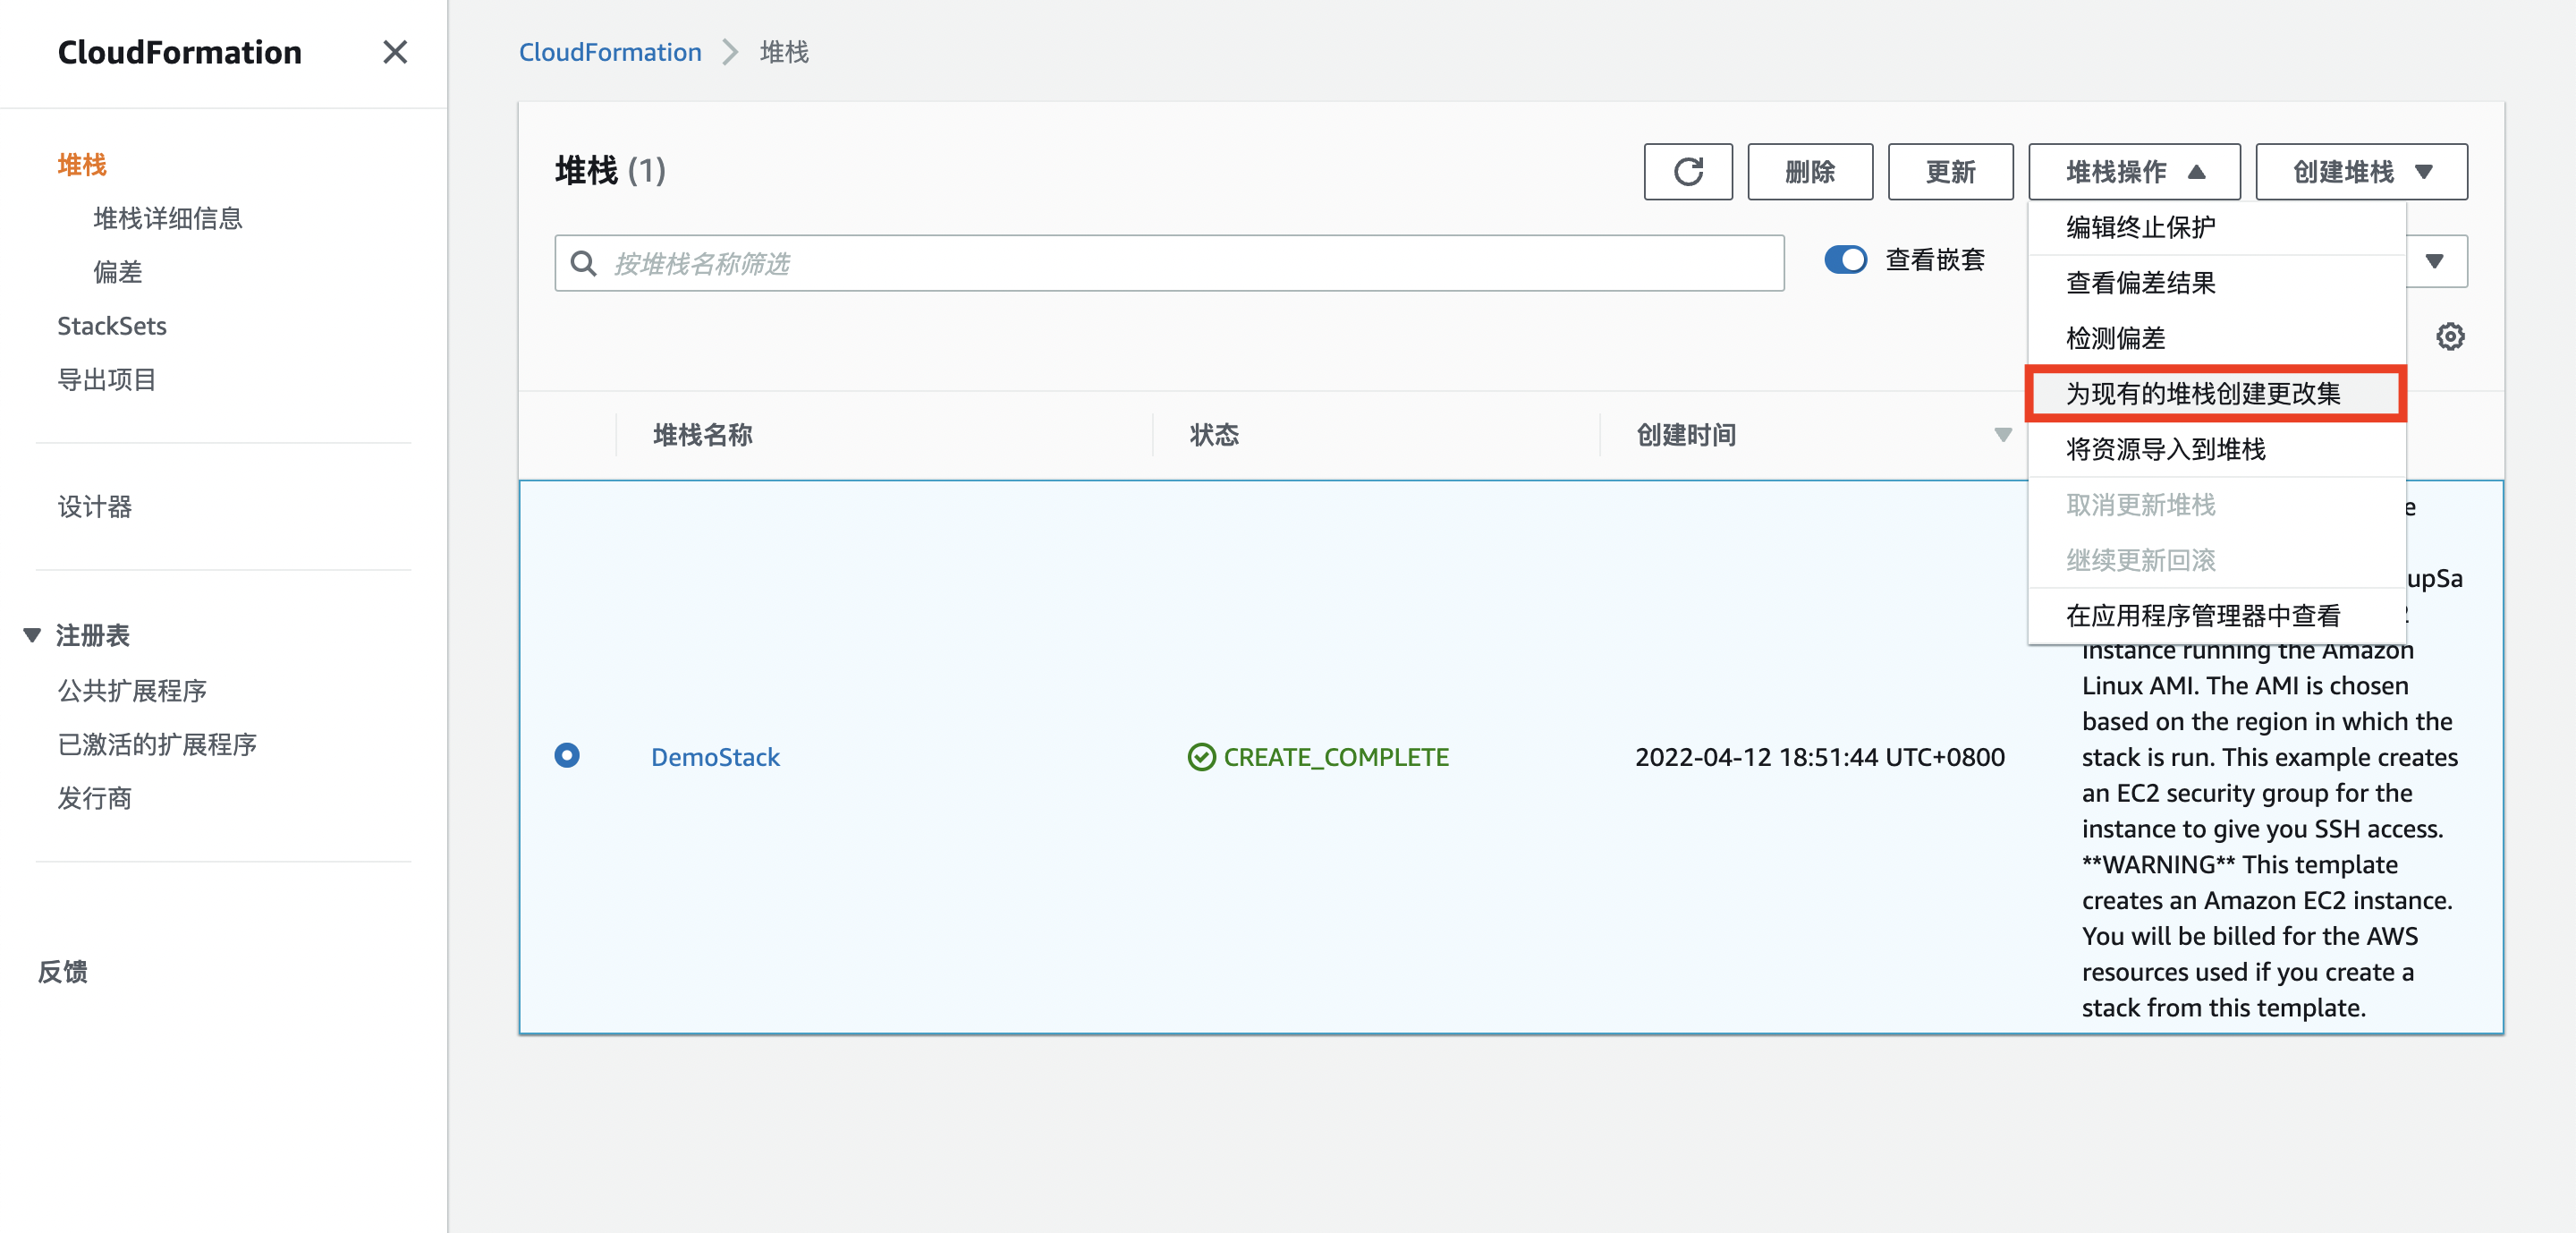 CloudFormation
堆栈
堆栈详细信息
偏差
StackSets
导出项目
设计器
注册表
公共扩展程序
已激活的扩展程序
发行商
反馈
CloudFormation
堆栈
堆栈 (1)
删除
更新
堆栈操作
创建堆栈
按堆栈名称筛选
查看嵌套
编辑终止保护
查看偏差结果
检测偏差
为现有的堆栈创建更改集
将资源导入到堆栈
取消更新堆栈
继续更新回滚
在应用程序管理器中查看
堆栈名称
状态
创建时间
DemoStack
CREATE_COMPLETE
2022-04-12 18:51:44 UTC+0800
instance running the Amazon
Linux AMI. The AMI is chosen
based on the region in which the
stack is run. This example creates
an EC2 security group for the
instance to give you SSH access.
**WARNING** This template
creates an Amazon EC2 instance.
You will be billed for the AWS
resources used if you create a
stack from this template.